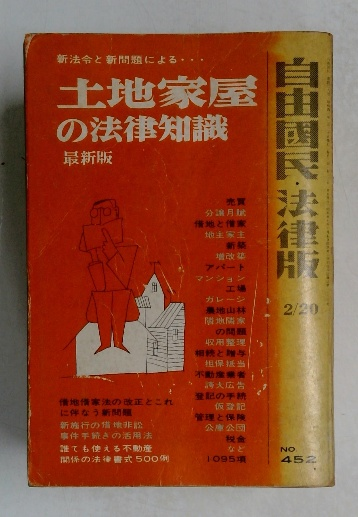 新法令と新問題による・・・
土地家屋
の法律知識
最新版
売買
分譲月賦
借地と借家
地主家主
新築
増改築
アパート
マンション
工場
ガレージ
農地山林
隣地隣家
の問題
収用整理
相続と贈与
担保抵当
不動産業者
誇大広告
登記の手続
仮登記
管理と保険
公庫公団
税金
など
1095項
借地借家法の改正とこれ
に伴なう新問題
新施行の借地非訟
事件手続きの活用法
誰でも使える不動産
関係の法律書式500例
自由國民・法律版
2/20
NO.
452